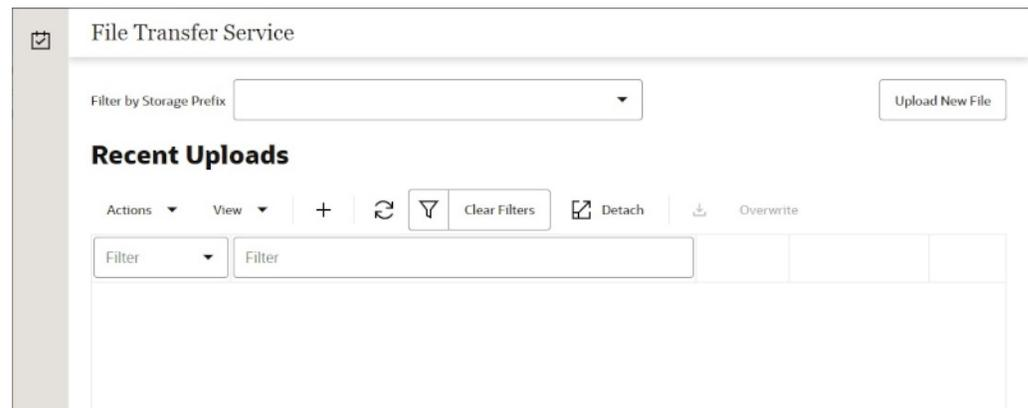 File Transfer Service
Filter by Storage Prefix
Upload New File
Recent Uploads
Actions View Clear Filters Detach Overwrite
Filter Filter